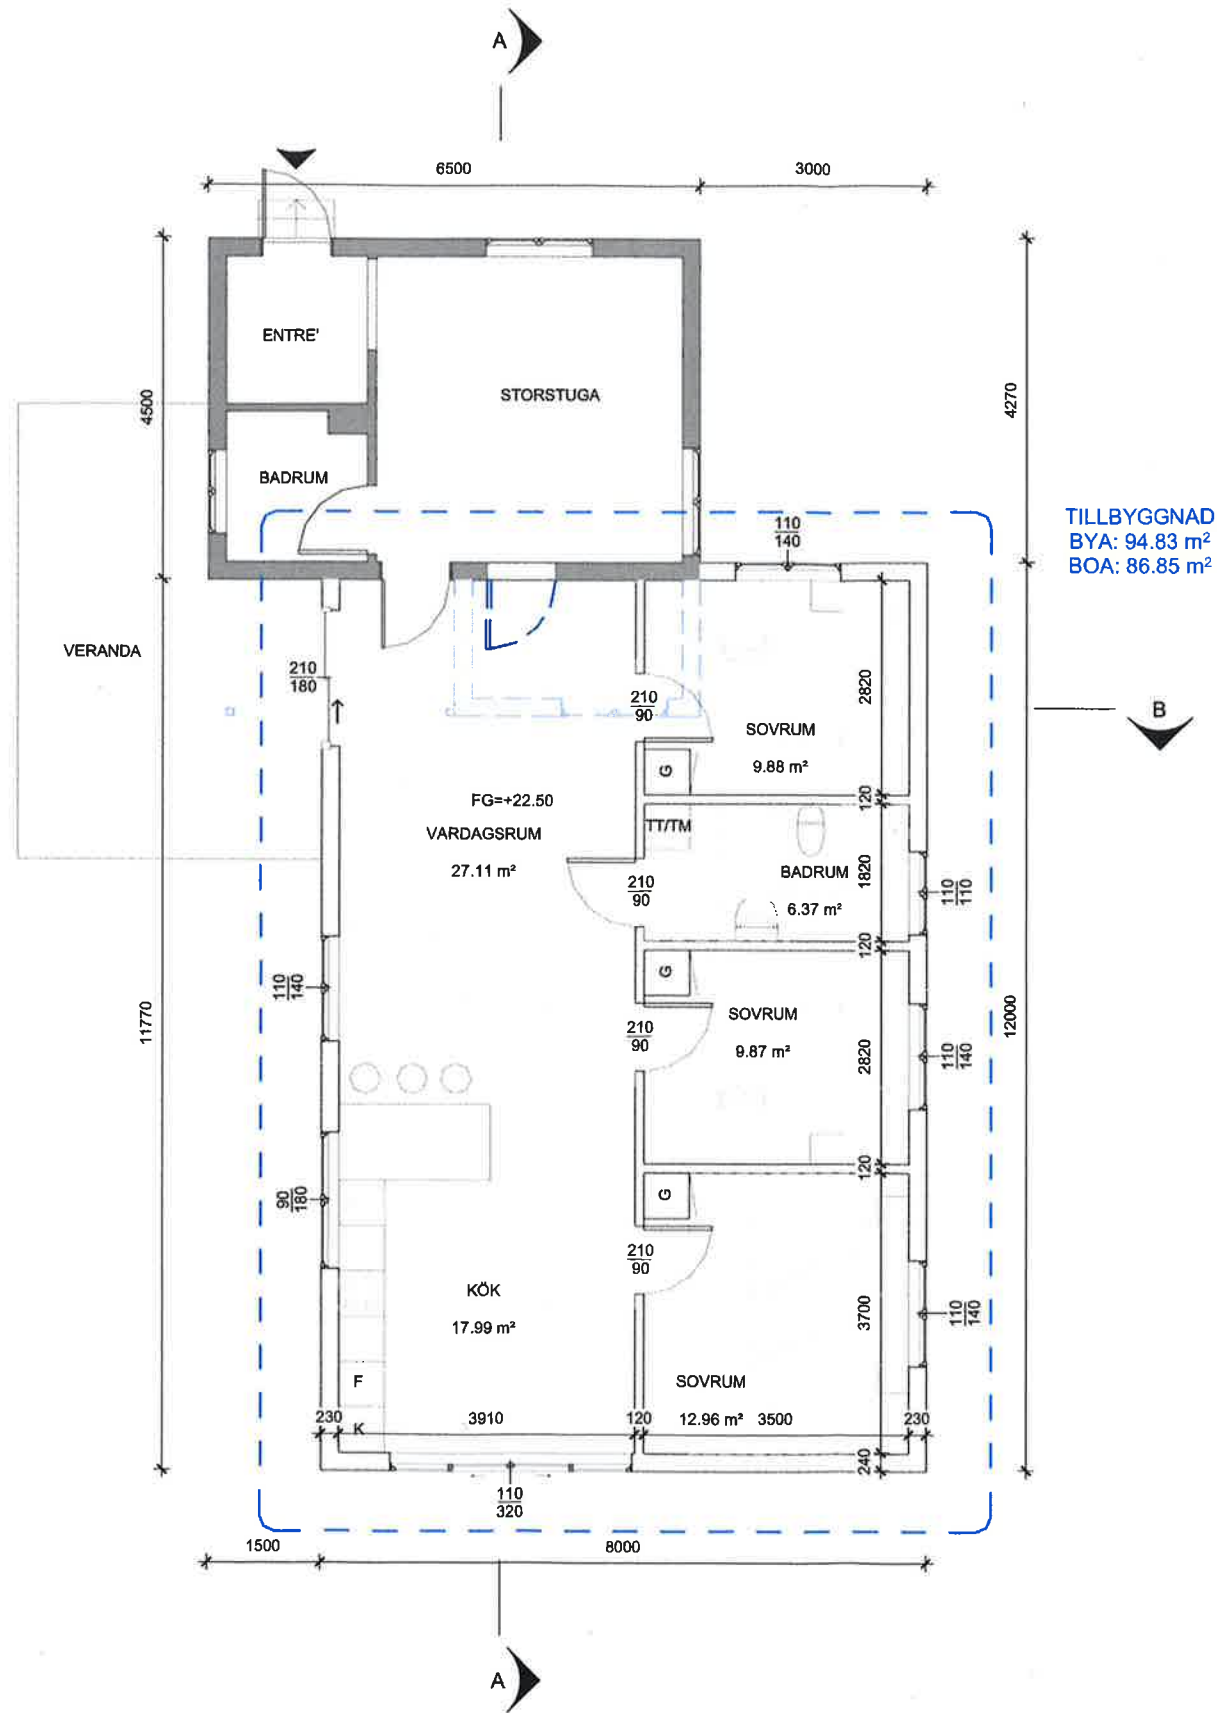 A
6500
3000
ENTRE'
STORSTUGA
4500
4270
BADRUM
TILLBYGGNAD
BYA: 94.83 m²
BOA: 86.85 m²
110
140
VERANDA
210
180
210
90
2820
SOVRUM
9.88 m²
B
G
FG=+22.50
VARDAGSRUM
27.11 m²
120
TT/TM
BADRUM
6.37 m²
1820
210
90
110
110
120
G
110
140
11770
SOVRUM
9.87 m²
210
90
2820
110
140
12000
120
G
90
180
210
90
KÖK
17.99 m²
3700
110
140
F
SOVRUM
12.96 m²
3500
230
K
3910
120
230
240
110
320
1500
8000
A